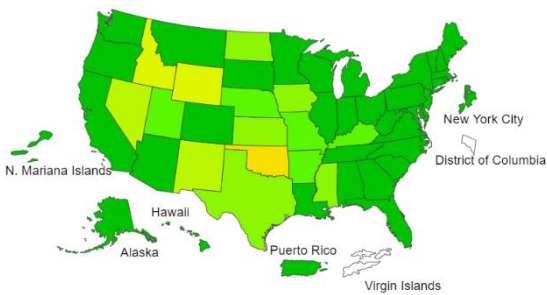 New York City
District of Columbia
N. Mariana Islands
Hawaii
Alaska
Puerto Rico
Virgin Islands